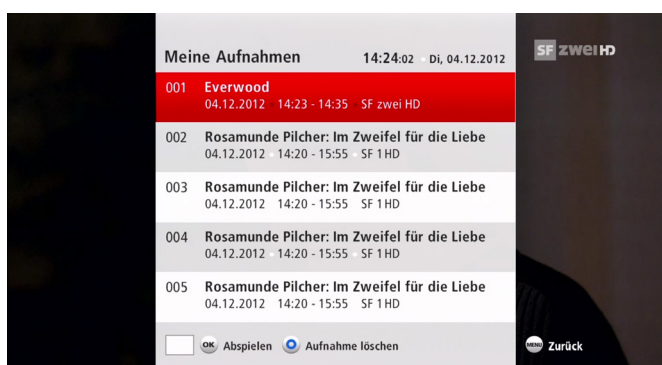 Meine Aufnahmen 14:24:02 Di, 04.12.2012
SF zwei HD
001 Everwood
04.12.2012 14:23 - 14:35 SF zwei HD
002 Rosamunde Pilcher: Im Zweifel für die Liebe
04.12.2012 14:20 - 15:55 SF 1 HD
003 Rosamunde Pilcher: Im Zweifel für die Liebe
04.12.2012 14:20 - 15:55 SF 1 HD
004 Rosamunde Pilcher: Im Zweifel für die Liebe
04.12.2012 14:20 - 15:55 SF 1 HD
005 Rosamunde Pilcher: Im Zweifel für die Liebe
04.12.2012 14:20 - 15:55 SF 1 HD
OK Abspielen Aufnahme löschen MENU Zurück